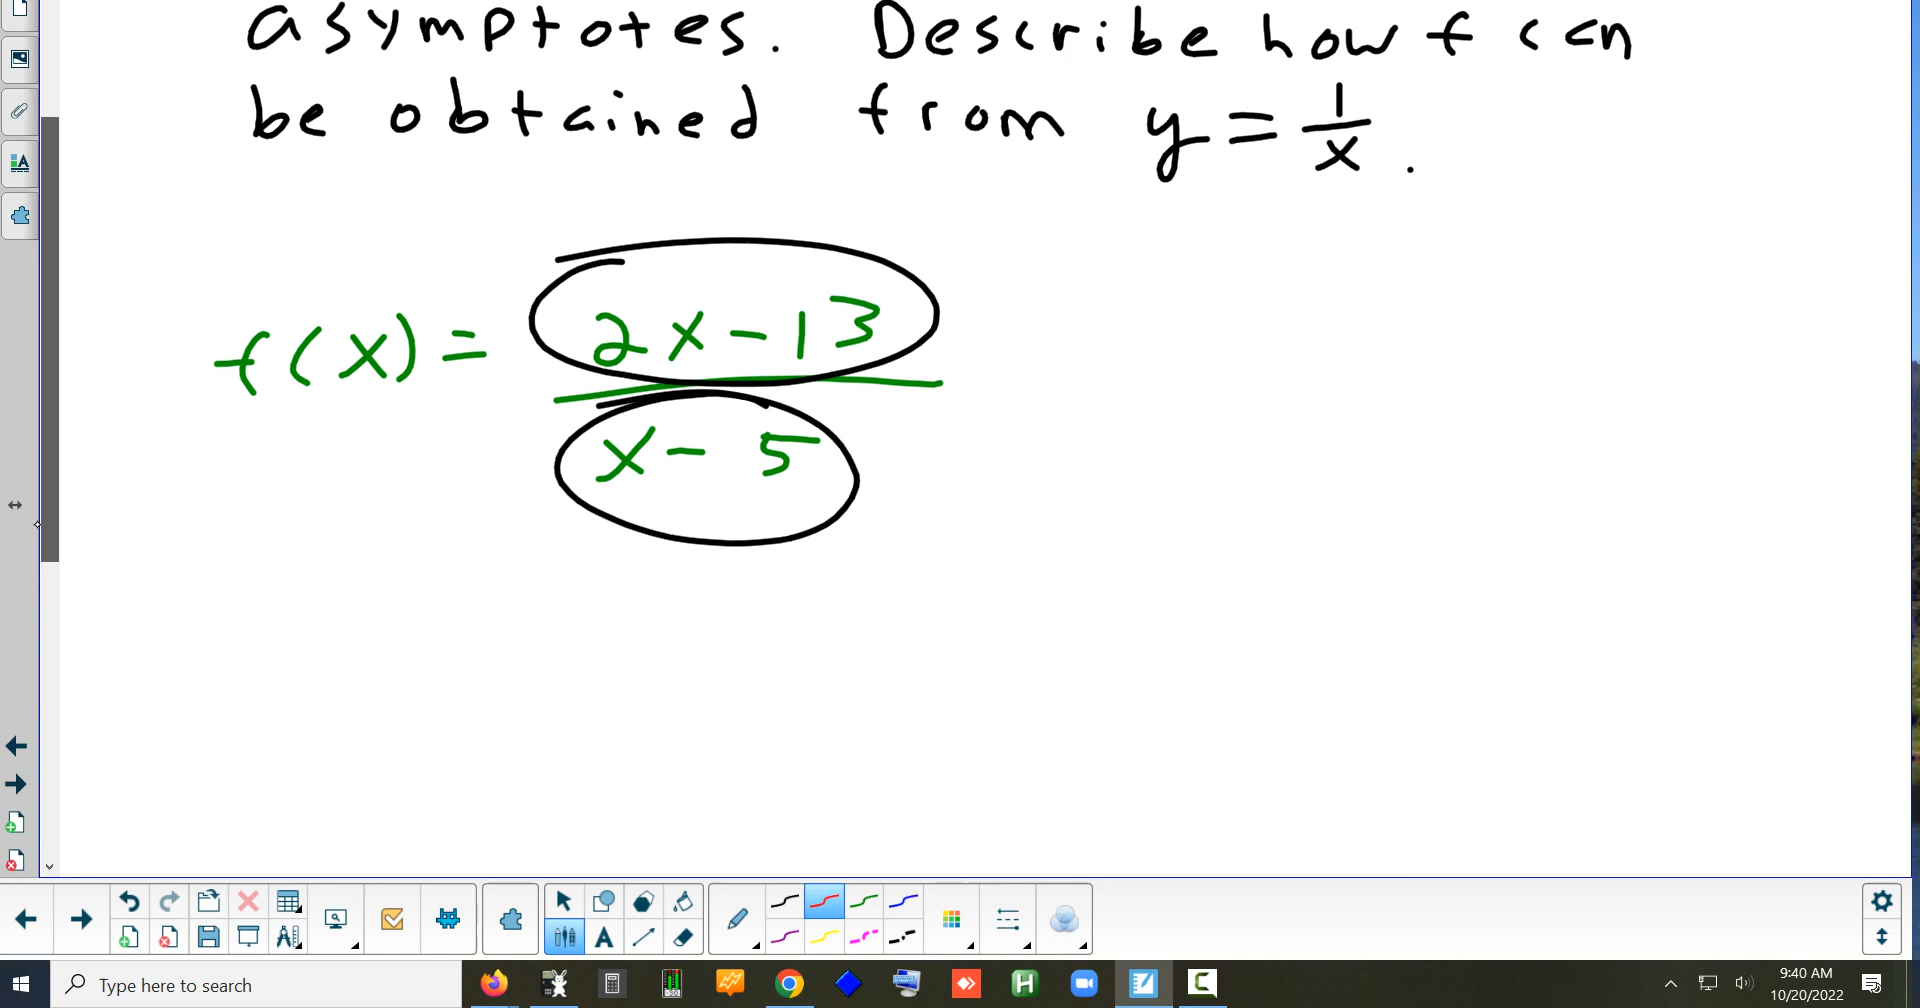 asymptotes. Describe how f can
be obtained from y = 1/x .
f(x) = (2x - 13)/(x - 5)
A
A
Type here to search
H
C
9:40 AM
10/20/2022